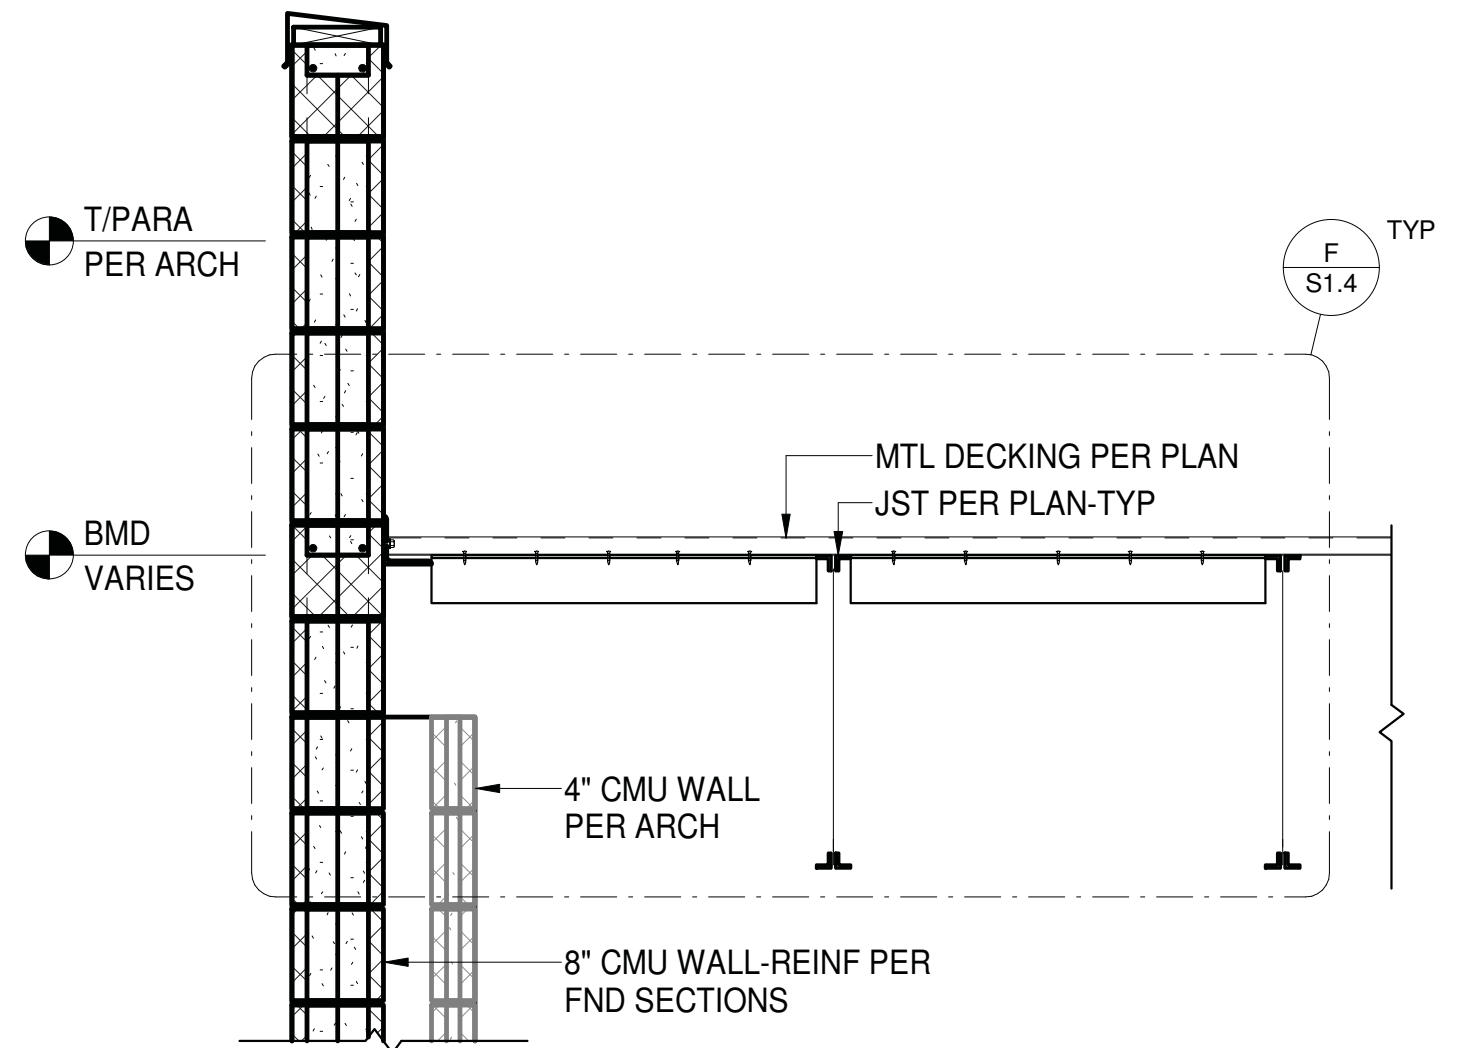 T/PARA
PER ARCH
TYP
F
S1.4
MTL DECKING PER PLAN
JST PER PLAN-TYP
BMD
VARIES
4" CMU WALL
PER ARCH
8" CMU WALL-REINF PER
FND SECTIONS